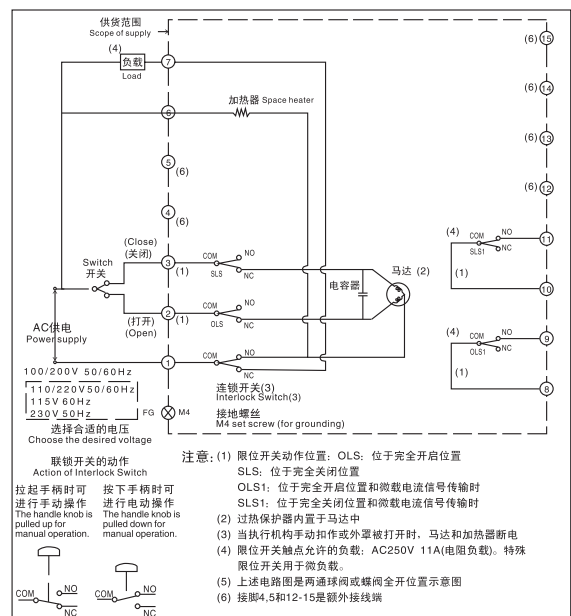 供货范围
Scope of supply
(4)
负载
Load
7
(6) 15
加热器 Space heater
6
(6) 14
5
(6)
(6) 13
4
(6)
(6) 12
(Close)
(关闭)
Switch
开关
3
(1)
COM
NO
NC
SLS
马达 (2)
电容器
(4)
COM
NO
NC
SLS1
11
(1)
10
(打开)
(Open)
2
(1)
COM
NO
NC
OLS
AC供电
Power supply
1
COM
NO
NC
(4)
COM
NO
NC
OLS1
9
(1)
8
100/200V 50/60Hz
110/220V 50/60Hz
115V 60Hz
230V 50Hz
连锁开关(3)
Interlock Switch(3)
FG
M4
接地螺丝
M4 set screw (for grounding)
选择合适的电压
Choose the desired voltage
联锁开关的动作
Action of Interlock Switch
拉起手柄时可
进行手动操作
The handle knob is
pulled up for
manual operation.
按下手柄时可
进行电动操作
The handle knob is
pulled down for
manual operation.
COM
NO
NC
COM
NO
NC
注意: (1) 限位开关动作位置: OLS: 位于完全开启位置
SLS: 位于完全关闭位置
OLS1: 位于完全开启位置和微载电流信号传输时
SLS1: 位于完全关闭位置和微载电流信号传输时
(2) 过热保护器内置于马达中
(3) 当执行机构手动扣作或外罩被打开时，马达和加热器断电
(4) 限位开关触点允许的负载: AC250V 11A(电阻负载)。特殊
限位开关用于微负载。
(5) 上述电路图是两通球阀或蝶阀全开位置示意图
(6) 接脚4,5和12-15是额外接线端